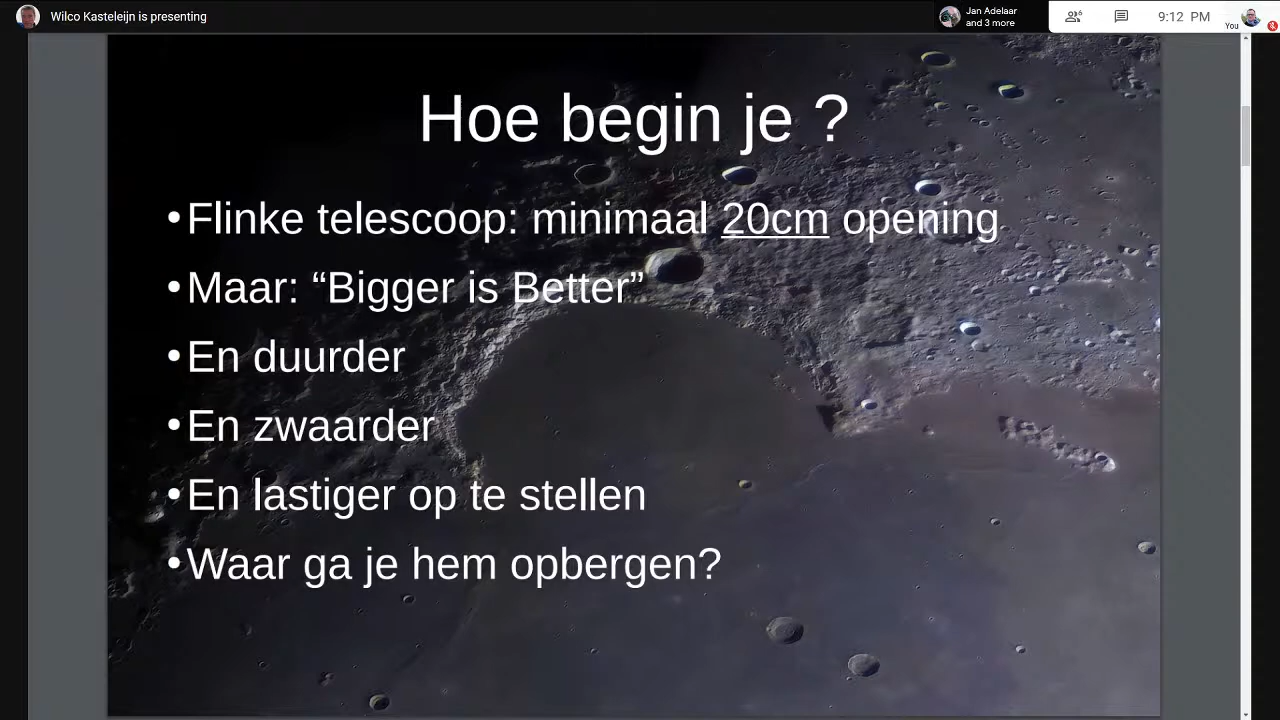 Wilco Kasteleijn is presenting
Jan Adelaar
and 3 more
6
9:12 PM
You
Hoe begin je ?
•Flinke telescoop: minimaal 20cm opening
•Maar: “Bigger is Better”
•En duurder
•En zwaarder
•En lastiger op te stellen
•Waar ga je hem opbergen?